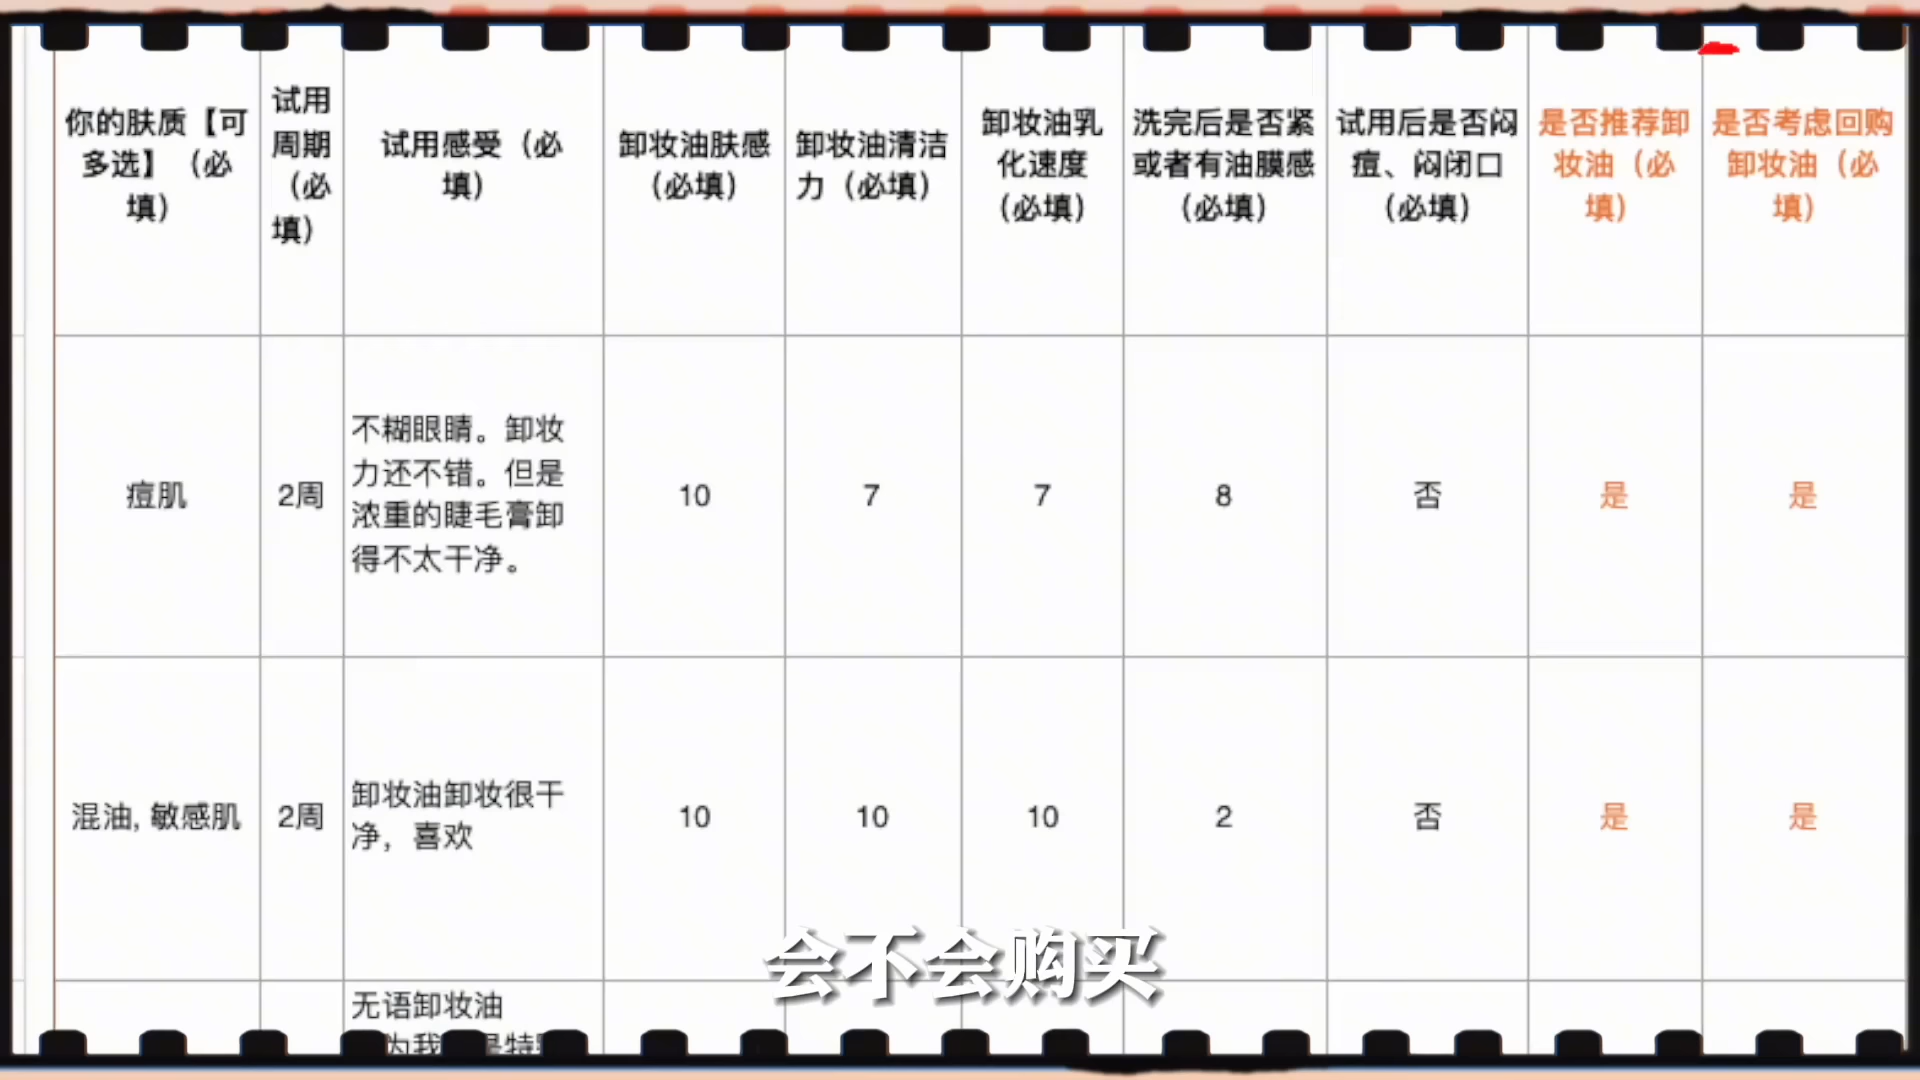 你的肤质【可
多选】（必
填）
试用
周期
（必
填）
试用感受（必
填）
卸妆油肤感
（必填）
卸妆油清洁
力（必填）
卸妆油乳
化速度
（必填）
洗完后是否紧
或者有油膜感
（必填）
试用后是否闷
痘、闷闭口
（必填）
是否推荐卸
妆油（必
填）
是否考虑回购
卸妆油（必
填）
痘肌
2周
不糊眼睛。卸妆
力还不错。但是
浓重的睫毛膏卸
得不太干净。
10
7
7
8
否
是
是
混油, 敏感肌
2周
卸妆油卸妆很干
净，喜欢
10
10
10
2
否
是
是
会不会购买
无语卸妆油
为我